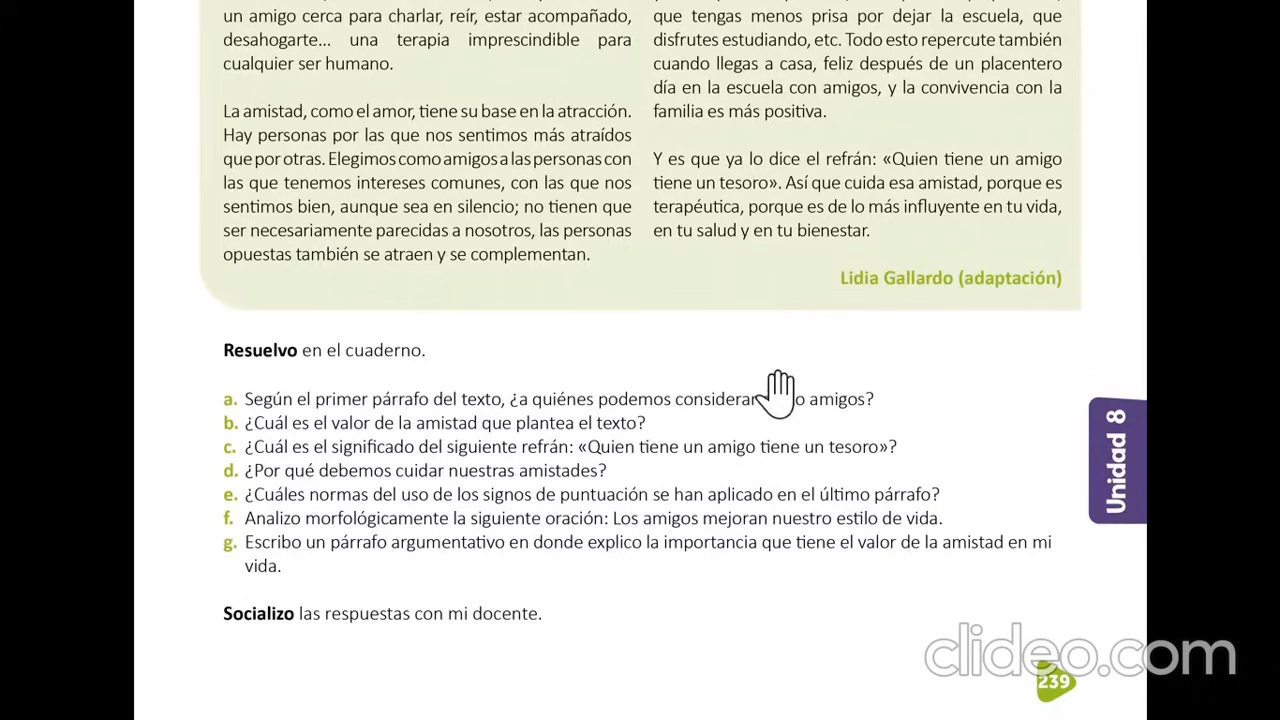 un amigo cerca para charlar, reír, estar acompañado,
desahogarte... una terapia imprescindible para
cualquier ser humano.
La amistad, como el amor, tiene su base en la atracción.
Hay personas por las que nos sentimos más atraídos
que por otras. Elegimos como amigos a las personas con
las que tenemos intereses comunes, con las que nos
sentimos bien, aunque sea en silencio; no tienen que
ser necesariamente parecidas a nosotros, las personas
opuestas también se atraen y se complementan.
que tengas menos prisa por dejar la escuela, que
disfrutes estudiando, etc. Todo esto repercute también
cuando llegas a casa, feliz después de un placentero
día en la escuela con amigos, y la convivencia con la
familia es más positiva.
Y es que ya lo dice el refrán: «Quien tiene un amigo
tiene un tesoro». Así que cuida esa amistad, porque es
terapéutica, porque es de lo más influyente en tu vida,
en tu salud y en tu bienestar.
Lidia Gallardo (adaptación)
Resuelvo en el cuaderno.
a. Según el primer párrafo del texto, ¿a quiénes podemos considerar amigos?
b. ¿Cuál es el valor de la amistad que plantea el texto?
c. ¿Cuál es el significado del siguiente refrán: «Quien tiene un amigo tiene un tesoro»?
d. ¿Por qué debemos cuidar nuestras amistades?
e. ¿Cuáles normas del uso de los signos de puntuación se han aplicado en el último párrafo?
f. Analizo morfológicamente la siguiente oración: Los amigos mejoran nuestro estilo de vida.
g. Escribo un párrafo argumentativo en donde explico la importancia que tiene el valor de la amistad en mi
vida.
Socializo las respuestas con mi docente.
Unidad 8
clideo.com
239